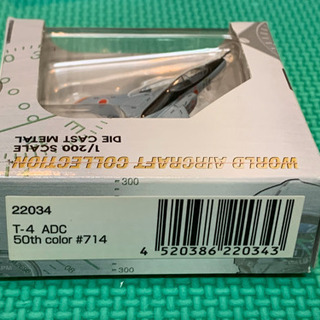 1/200 SCALE
DIE CAST METAL
WORLD AIRCRAFT COLLECTION
300
22034
T-4 ADC
50th color #714
4 520386 220343
300